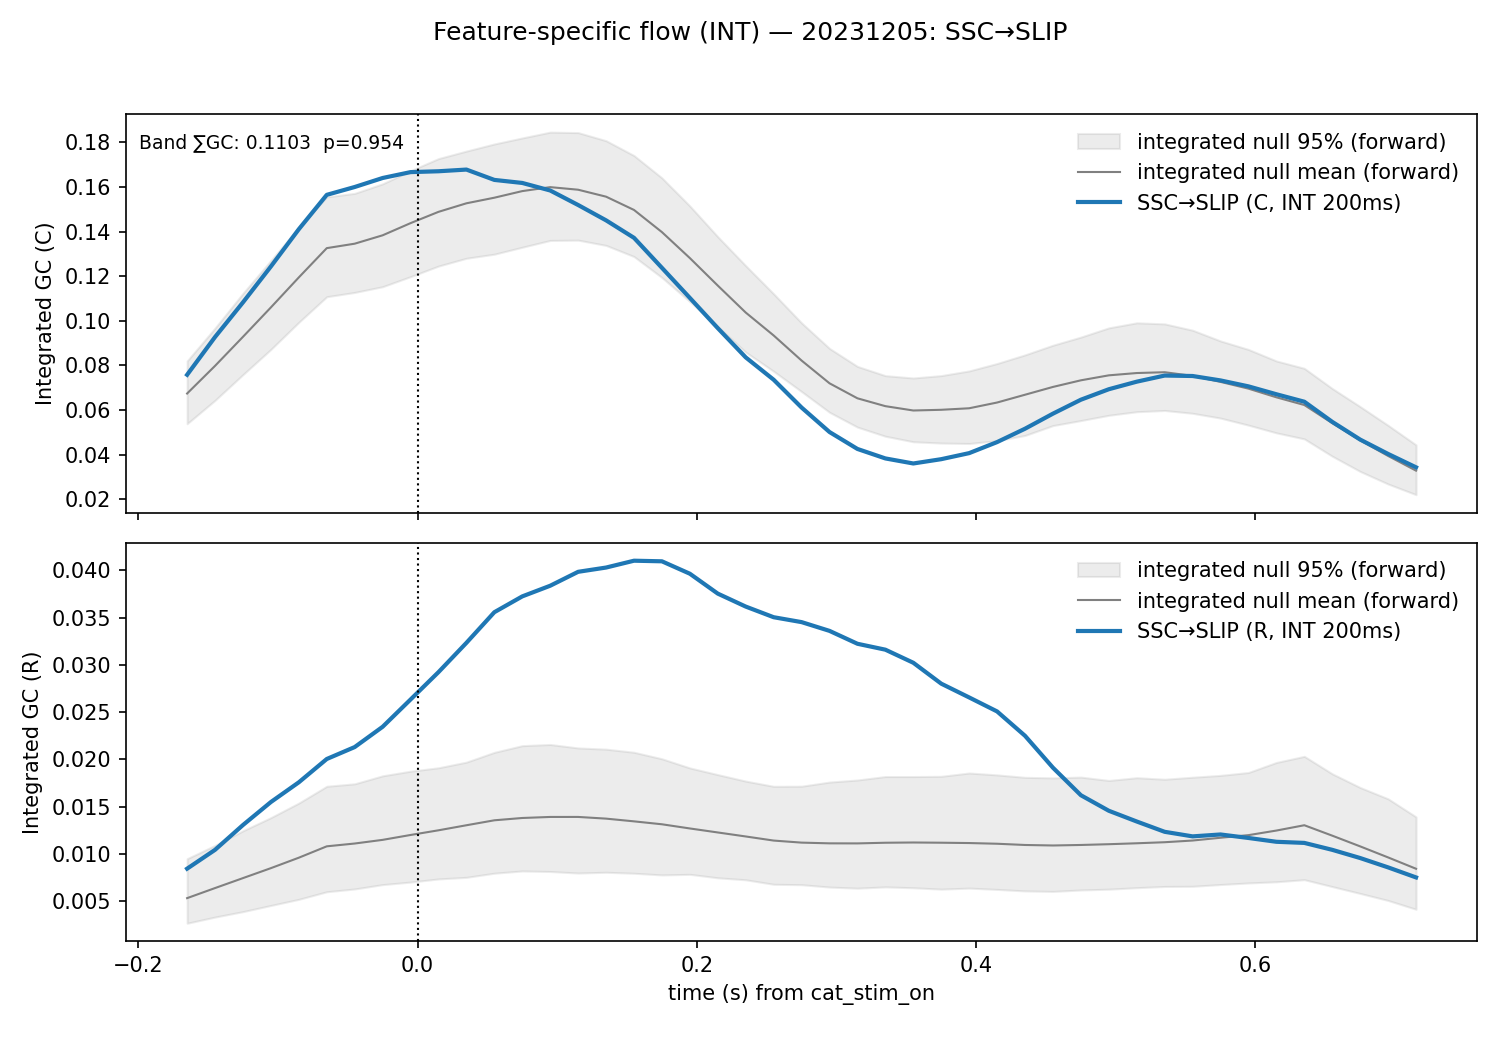 Feature-specific flow (INT) — 20231205: SSC→SLIP
Band ∑GC: 0.1103  p=0.954
integrated null 95% (forward)
integrated null mean (forward)
SSC→SLIP (C, INT 200ms)
Integrated GC (C)
0.18
0.16
0.14
0.12
0.10
0.08
0.06
0.04
0.02
integrated null 95% (forward)
integrated null mean (forward)
SSC→SLIP (R, INT 200ms)
Integrated GC (R)
0.040
0.035
0.030
0.025
0.020
0.015
0.010
0.005
−0.2 0.0 0.2 0.4 0.6
time (s) from cat_stim_on